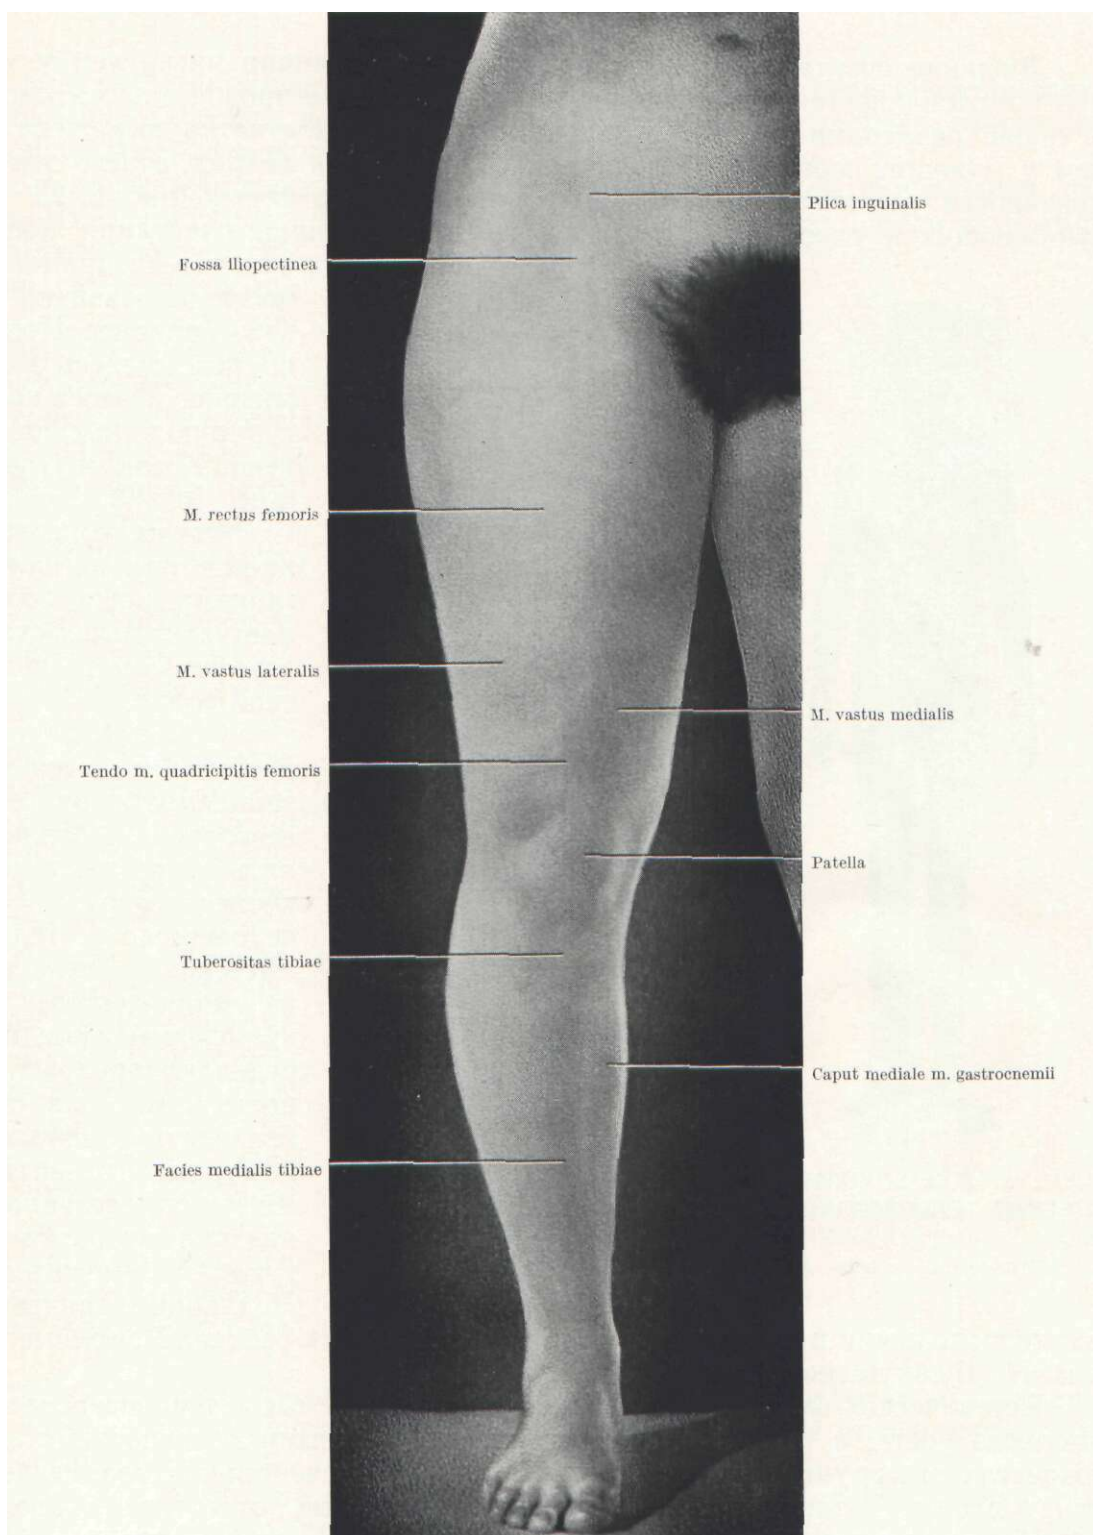 Plica inguinalis
Fossa iliopectinea
M. rectus femoris
M. vastus lateralis
M. vastus medialis
Tendo m. quadricipitis femoris
Patella
Tuberositas tibiae
Caput mediale m. gastrocnemii
Facies medialis tibiae